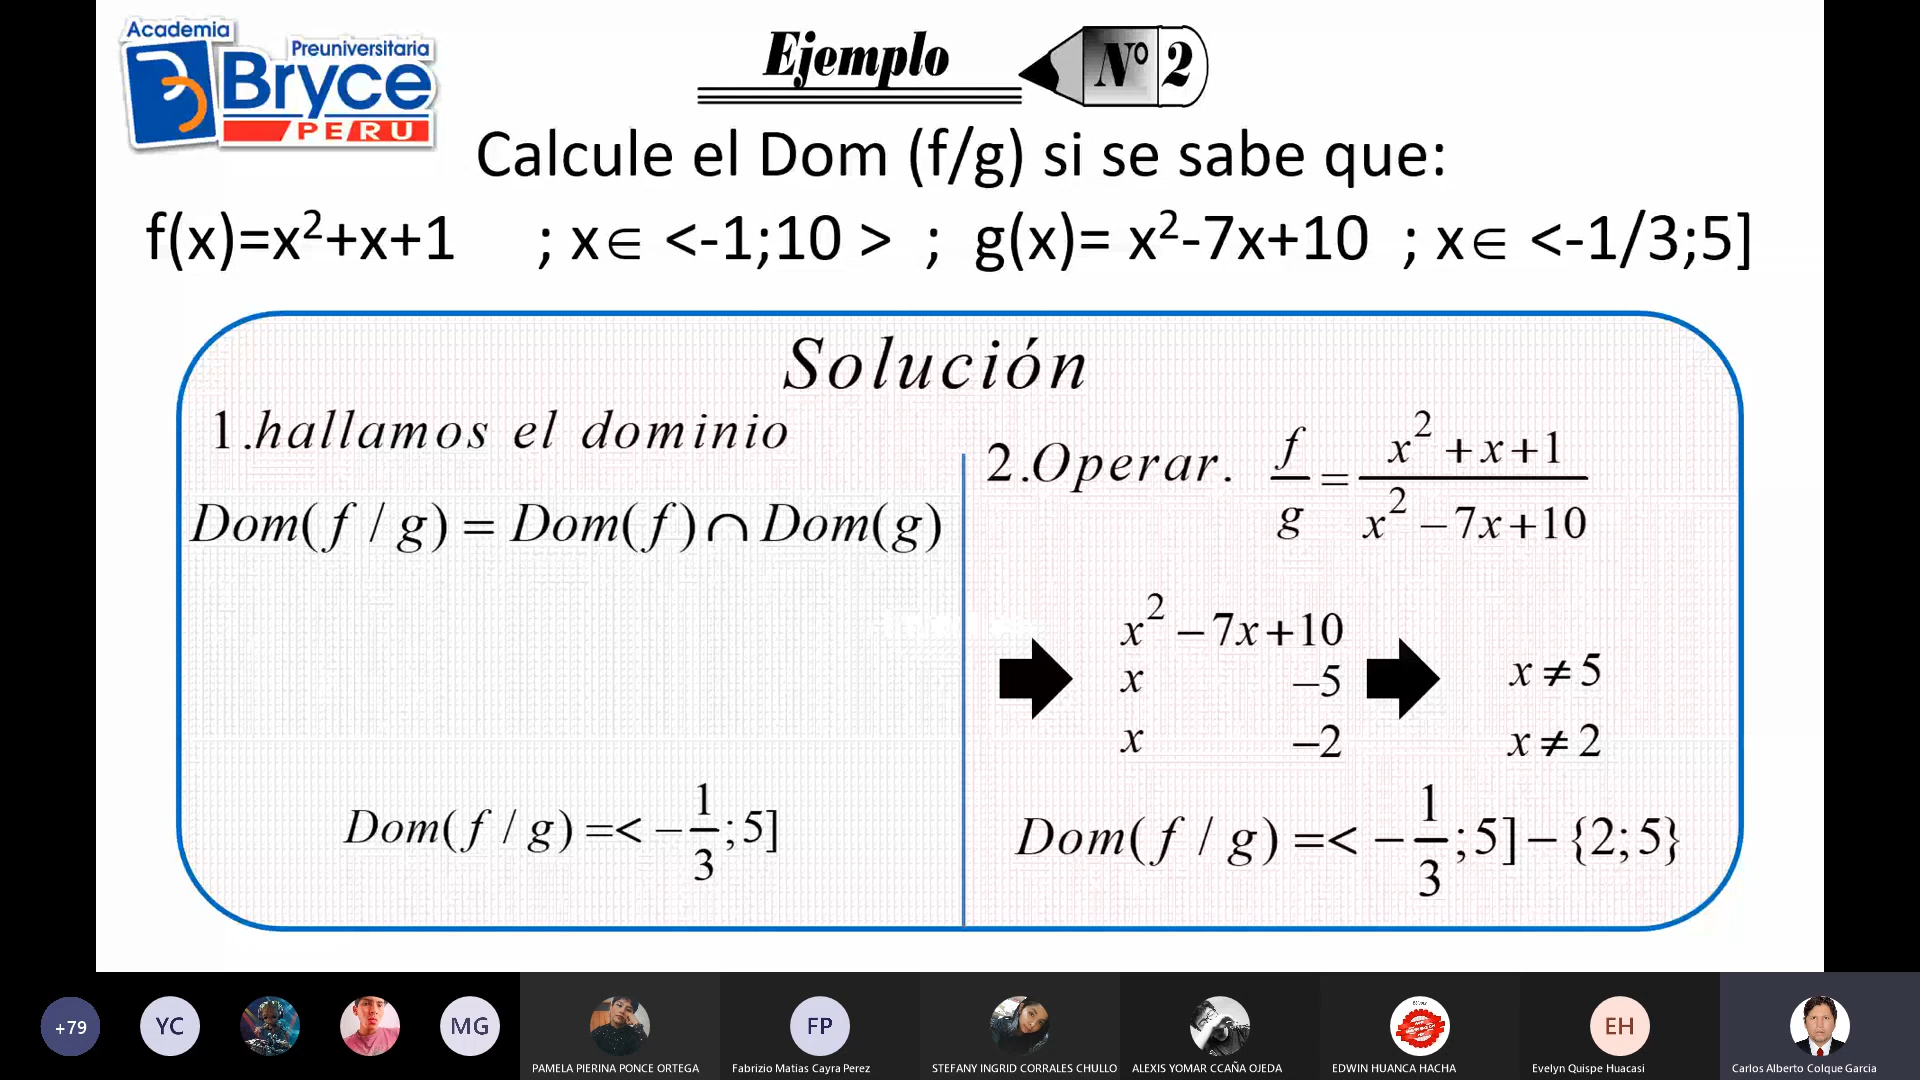 Academia
Preuniversitaria
Bryce
PERU
Ejemplo Nº 2
Calcule el Dom (f/g) si se sabe que:
f(x)=x²+x+1 ; x∈ <-1;10 > ; g(x)= x²-7x+10 ; x∈ <-1/3;5]
Solución
1.hallamos el dominio
Dom(f / g) = Dom(f)∩Dom(g)
Dom(f / g) =< −1/3;5]
2.Operar. f/g = (x²+x+1)/(x²−7x+10)
x²−7x+10
x −5
x −2
x ≠ 5
x ≠ 2
Dom(f / g) =< −1/3;5]−{2;5}
+79
YC
MG
PAMELA PIERINA PONCE ORTEGA
FP
Fabrizio Matias Cayra Perez
STEFANY INGRID CORRALES CHULLO
ALEXIS YOMAR CCAÑA OJEDA
EDWIN HUANCA HACHA
EH
Evelyn Quispe Huacasi
Carlos Alberto Colque Garcia